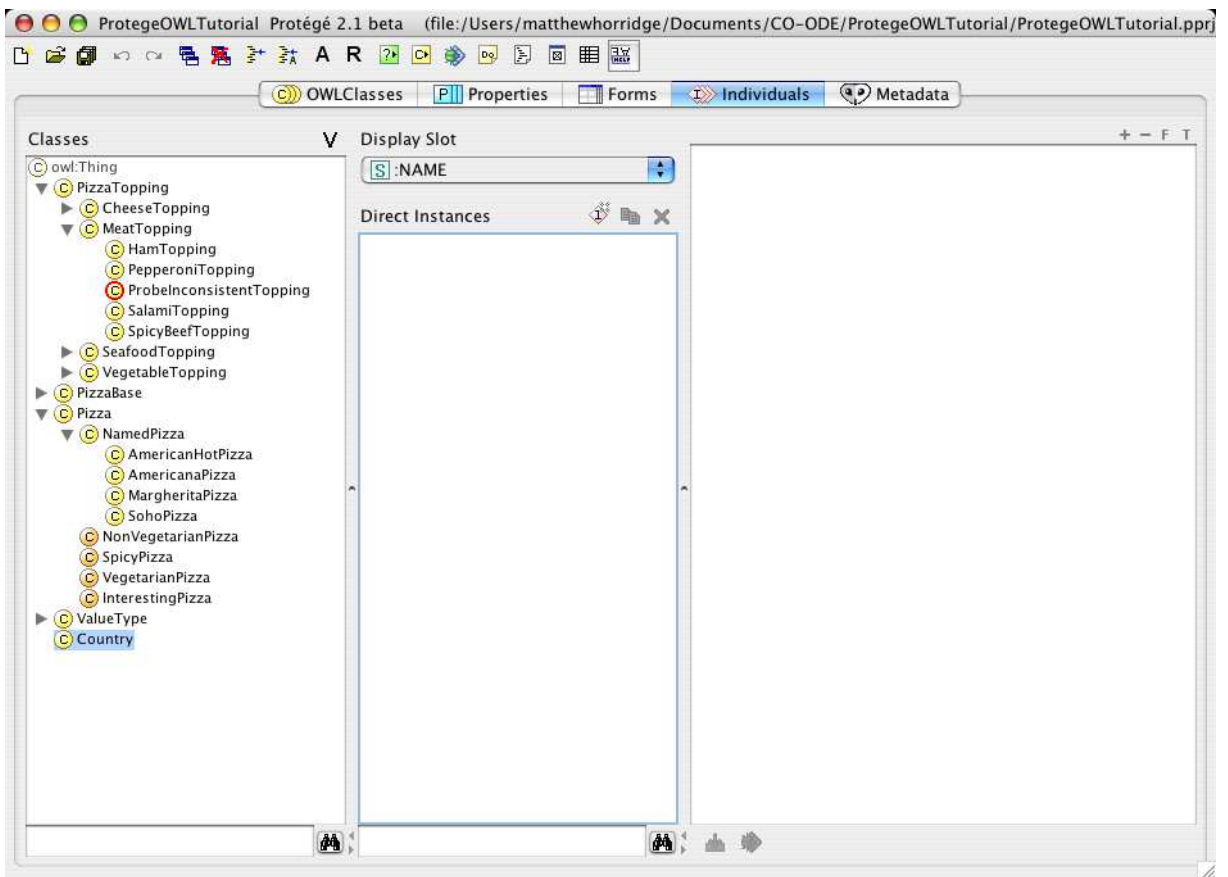 ProtegeOWLTutorial Protégé 2.1 beta (file:/Users/matthewhorridge/Documents/CO-ODE/ProtegeOWLTutorial/ProtegeOWLTutorial.pprj
A R
OWLClasses Properties Forms Individuals Metadata
Classes V
owl:Thing
PizzaTopping
CheeseTopping
MeatTopping
HamTopping
PepperoniTopping
ProbeInconsistentTopping
SalamiTopping
SpicyBeefTopping
SeafoodTopping
VegetableTopping
PizzaBase
Pizza
NamedPizza
AmericanHotPizza
AmericanaPizza
MargheritaPizza
SohoPizza
NonVegetarianPizza
SpicyPizza
VegetarianPizza
InterestingPizza
ValueType
Country
Display Slot
S :NAME
Direct Instances
+ − F T